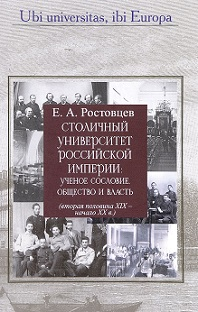 Ubi universitas, ibi Europa
Е. А. Ростовцев
СТОЛИЧНЫЙ
УНИВЕРСИТЕТ
РОССИЙСКОЙ
ИМПЕРИИ:
УЧЕНОЕ СОСЛОВИЕ,
ОБЩЕСТВО И ВЛАСТЬ
(вторая половина XIX –
начало XX в.)